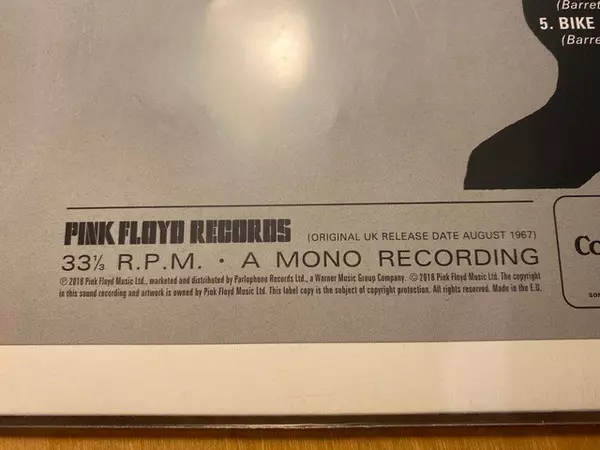 (Barret
5. BIKE
(Barre
PINK FLOYD RECORDS (ORIGINAL UK RELEASE DATE AUGUST 1967)
33⅓ R.P.M. · A MONO RECORDING
℗ 2018 Pink Floyd Music Ltd., marketed and distributed by Parlophone Records Ltd., a Warner Music Group Company. © 2018 Pink Floyd Music Ltd. The copyright
in this sound recording and artwork is owned by Pink Floyd Music Ltd. This label copy is the subject of copyright protection. All rights reserved. Made in the E.U.
Co